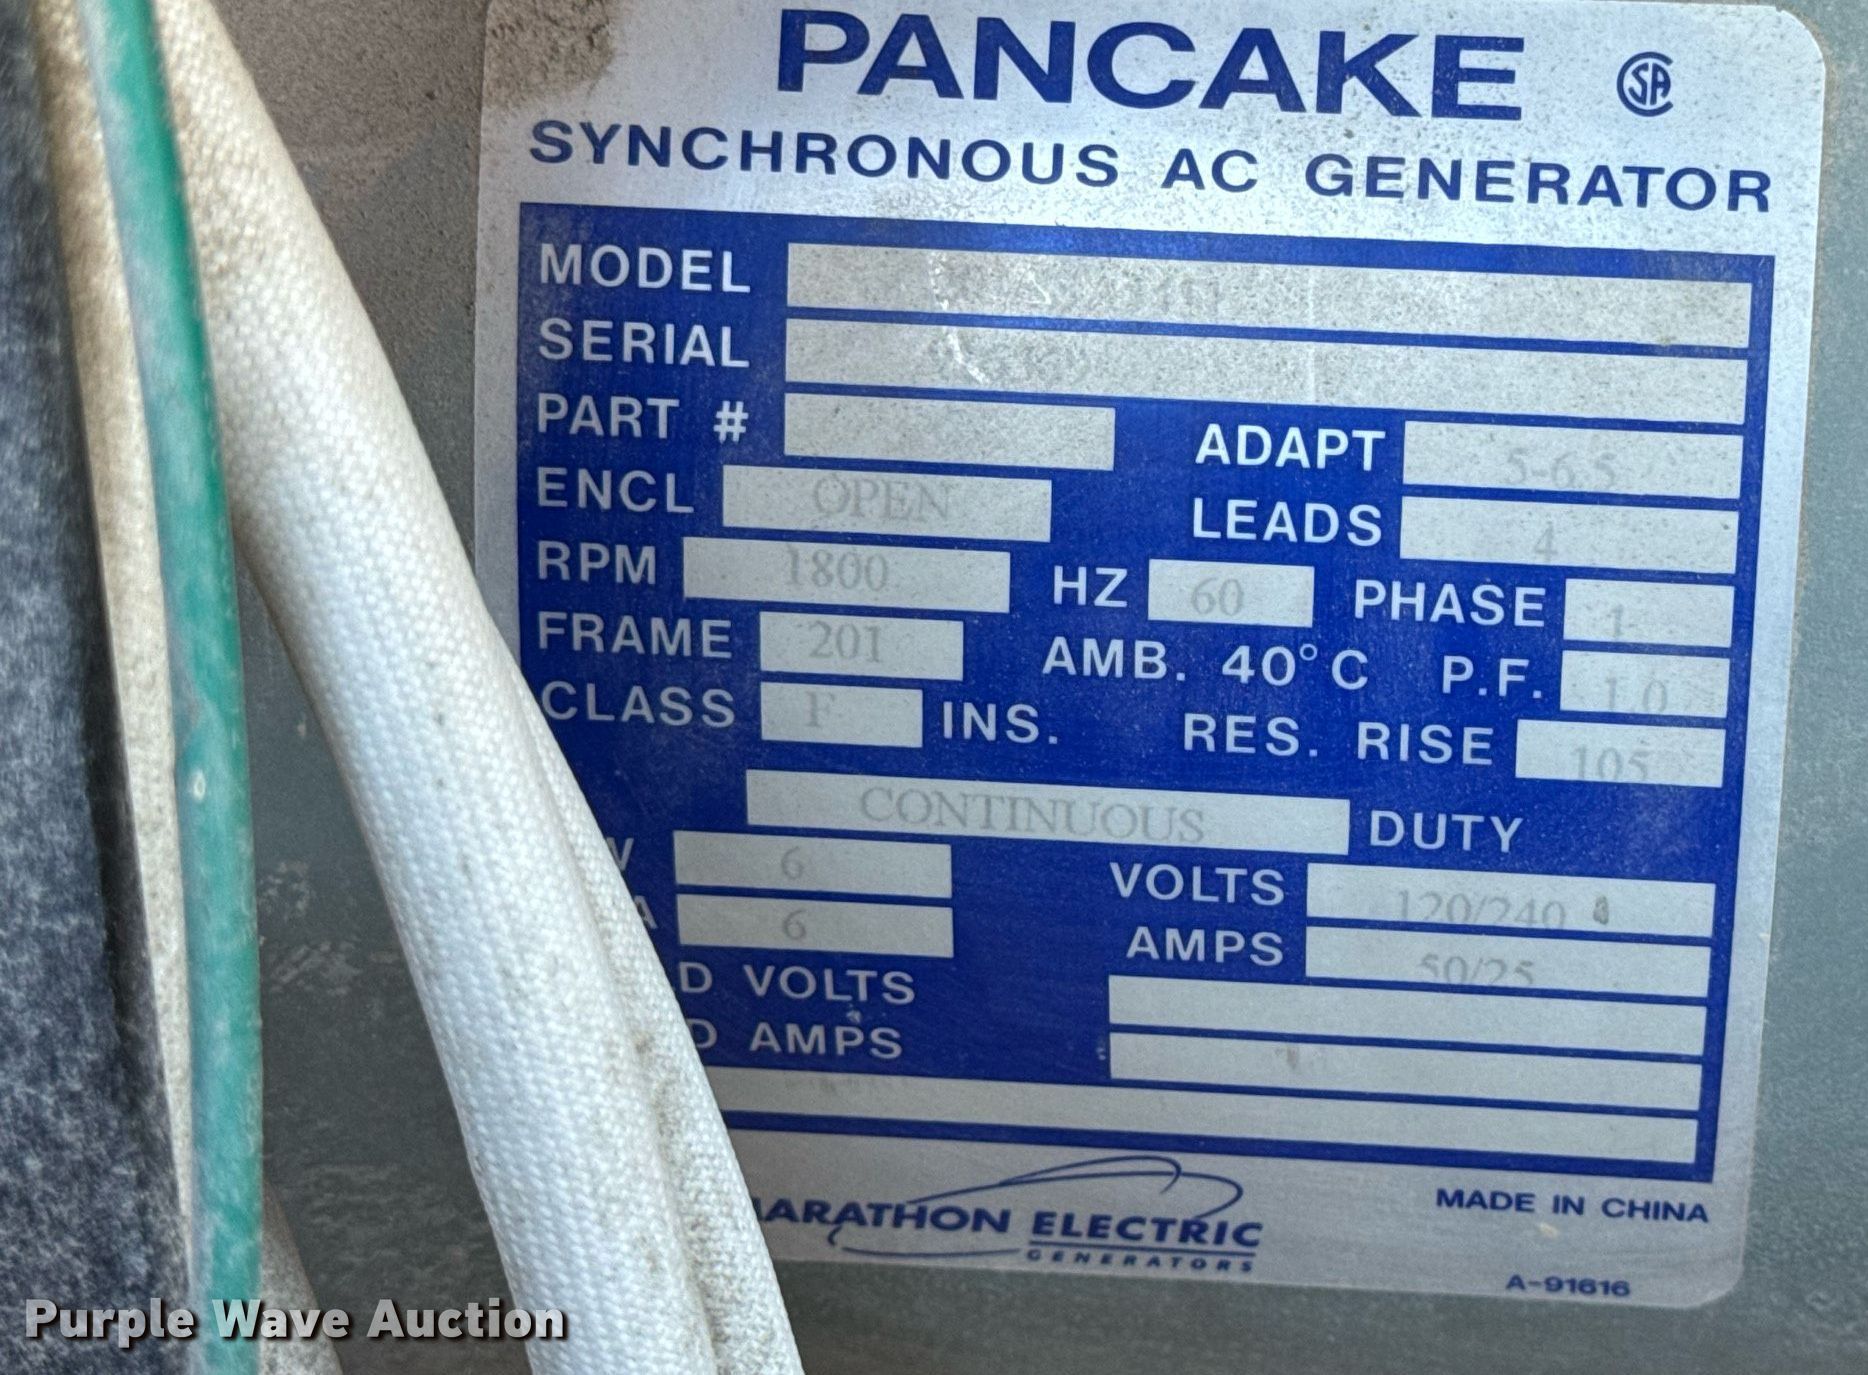 PANCAKE
SYNCHRONOUS AC GENERATOR
MODEL
SERIAL
PART #
ADAPT 5-6.5
ENCL OPEN
LEADS 4
RPM 1800 HZ 60 PHASE 1
FRAME 201 AMB. 40°C P.F. 1.0
CLASS F INS. RES. RISE 105
CONTINUOUS DUTY
6 VOLTS 120/240
6 AMPS 50/25
VOLTS
AMPS
MARATHON ELECTRIC
GENERATORS
MADE IN CHINA
A-91616
Purple Wave Auction